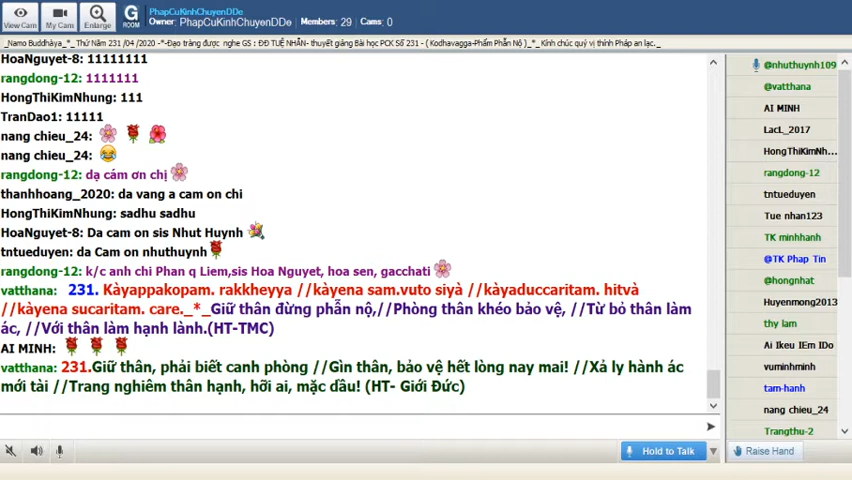 PhapCuKinhChuyenDDe
Owner: PhapCuKinhChuyenDDe Members: 29 Cams: 0
View Cam My Cam Enlarge G ROOM
_Namo Buddhàya_*_ Thứ Năm 231 /04 /2020 -*-Đạo tràng được nghe GS : ĐĐ TUỆ NHẪN- thuyết giảng Bài học PCK Số 231 - ( Kodhavagga-Phẩm Phẫn Nộ )_*_ Kính chúc quý vị thính Pháp an lạc._
HoaNguyet-8: 11111111
rangdong-12: 1111111
HongThiKimNhung: 111
TranDao1: 11111
nang chieu_24:
nang chieu_24:
rangdong-12: dạ cám ơn chị
thanhhoang_2020: da vang a cam on chi
HongThiKimNhung: sadhu sadhu
HoaNguyet-8: Da cam on sis Nhut Huynh
tntueduyen: da Cam on nhuthuynh
rangdong-12: k/c anh chi Phan q Liem,sis Hoa Nguyet, hoa sen, gacchati
vatthana: 231. Kàyappakopam. rakkheyya //kàyena sam.vuto siyà //kàyaduccaritam. hitvà
//kàyena sucaritam. care._*_Giữ thân đừng phẫn nộ,//Phòng thân khéo bảo vệ, //Từ bỏ thân làm
ác, //Với thân làm hạnh lành.(HT-TMC)
AI MINH:
vatthana: 231.Giữ thân, phải biết canh phòng //Gìn thân, bảo vệ hết lòng nay mai! //Xả ly hành ác
mới tài //Trang nghiêm thân hạnh, hỡi ai, mặc dầu! (HT- Giới Đức)
@nhuthuynh109
@vatthana
AI MINH
LacL_2017
HongThiKimNh...
rangdong-12
tntueduyen
Tue nhan123
TK minhhanh
@TK Phap Tin
@hongnhat
Huyenmong2013
thy lam
Ai Ikeu IEm IDo
vuminhminh
tam-hanh
nang chieu_24
Trangthu-2
Hold to Talk
Raise Hand